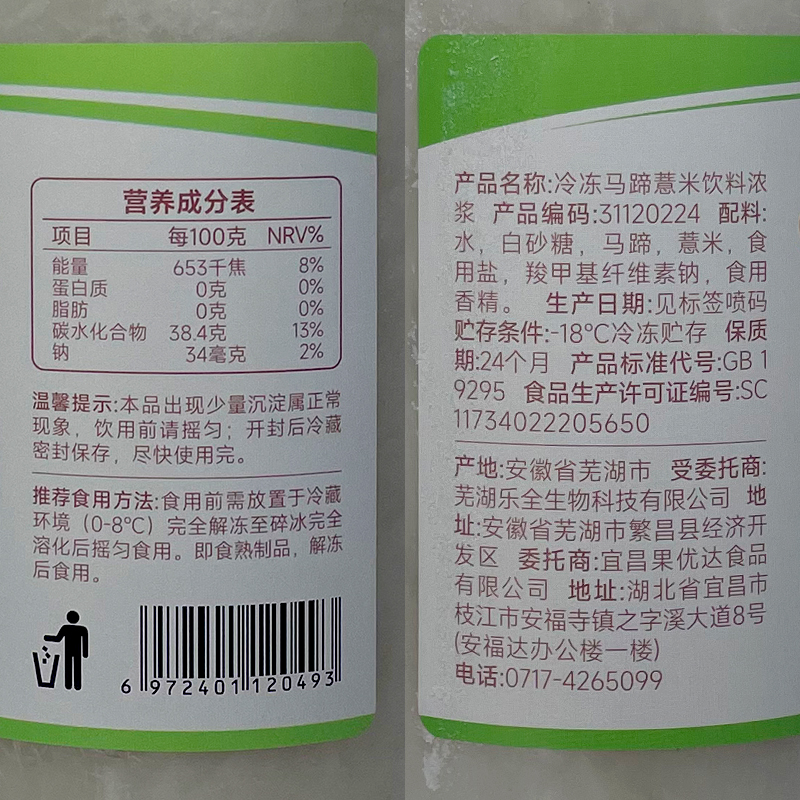 营养成分表
项目 每100克 NRV%
能量 653千焦 8%
蛋白质 0克 0%
脂肪 0克 0%
碳水化合物 38.4克 13%
钠 34毫克 2%
温馨提示:本品出现少量沉淀属正常
现象，饮用前请摇匀；开封后冷藏
密封保存，尽快使用完。
推荐食用方法:食用前需放置于冷藏
环境（0-8℃）完全解冻至碎冰完全
溶化后摇匀食用。即食熟制品，解冻
后食用。
6 972401 120493
产品名称:冷冻马蹄薏米饮料浓
浆 产品编码:31120224 配料:
水，白砂糖，马蹄，薏米，食
用盐，羧甲基纤维素钠，食用
香精。 生产日期:见标签喷码
贮存条件:-18℃冷冻贮存 保质
期:24个月 产品标准代号:GB 1
9295 食品生产许可证编号:SC
11734022205650
产地:安徽省芜湖市 受委托商:
芜湖乐全生物科技有限公司 地
址:安徽省芜湖市繁昌县经济开
发区 委托商:宜昌果优达食品
有限公司 地址:湖北省宜昌市
枝江市安福寺镇之字溪大道8号
(安福达办公楼一楼)
电话:0717-4265099